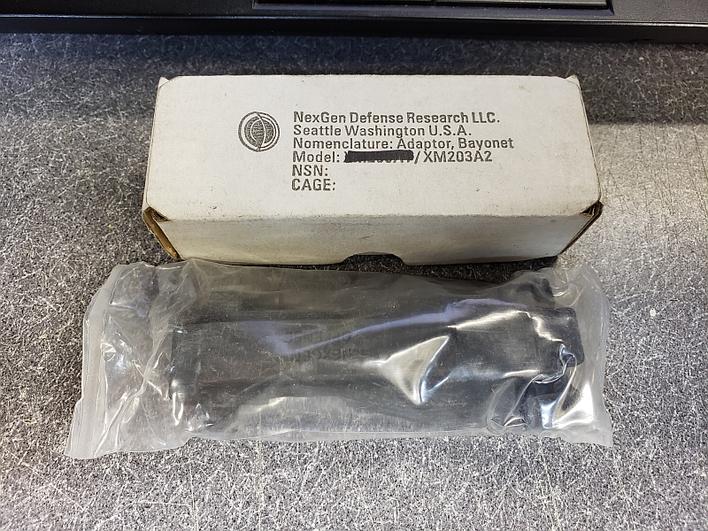 NexGen Defense Research LLC.
Seattle Washington U.S.A.
Nomenclature: Adaptor, Bayonet
Model: / XM203A2
NSN:
CAGE: